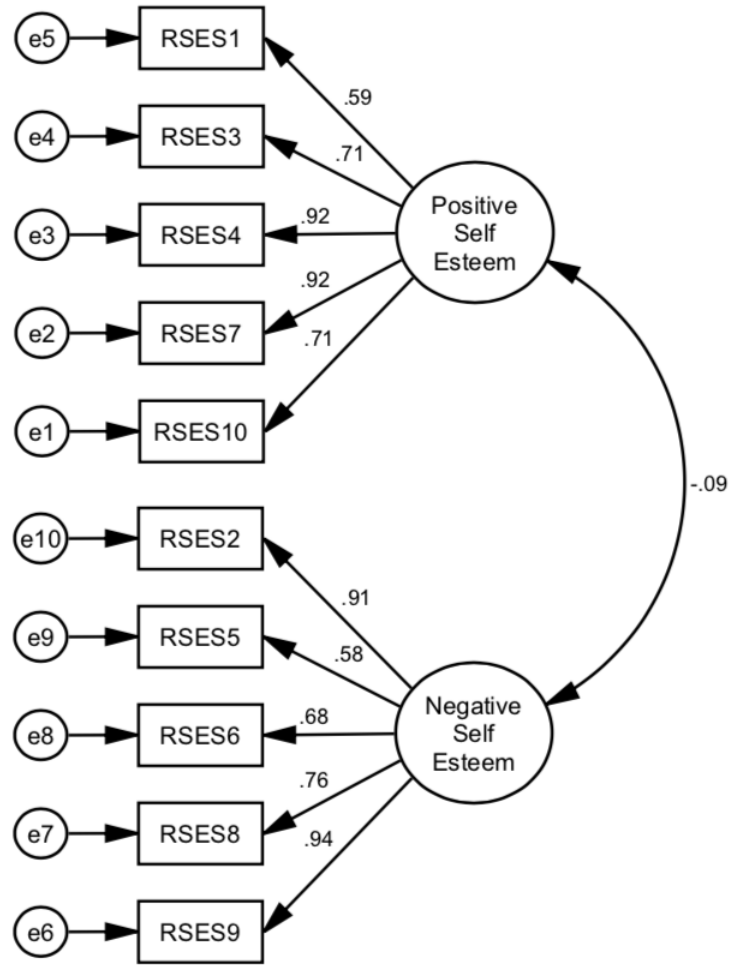 e5
RSES1
.59
e4
RSES3
.71
Positive
Self
Esteem
e3
RSES4
.92
e2
RSES7
.92
e1
RSES10
.71
-.09
e10
RSES2
.91
e9
RSES5
.58
Negative
Self
Esteem
e8
RSES6
.68
e7
RSES8
.76
e6
RSES9
.94